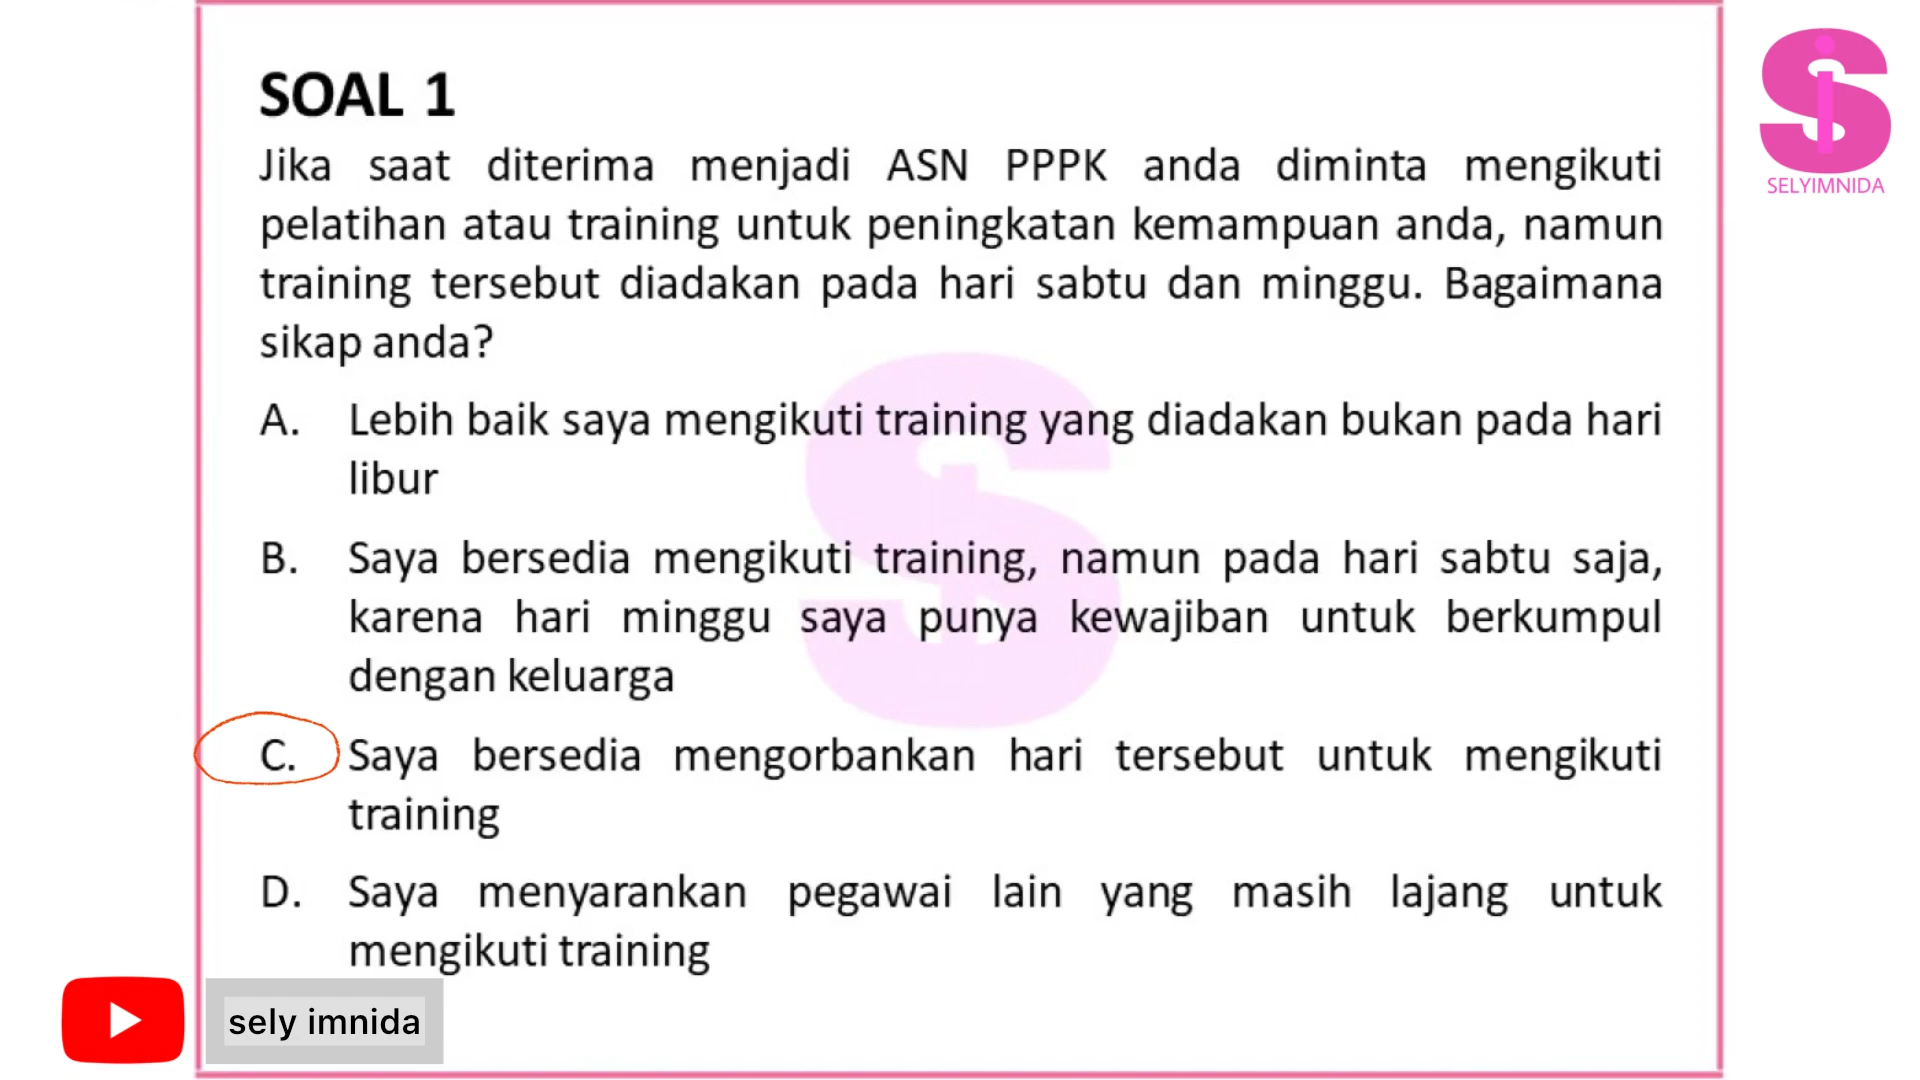 SOAL 1
Jika saat diterima menjadi ASN PPPK anda diminta mengikuti
pelatihan atau training untuk peningkatan kemampuan anda, namun
training tersebut diadakan pada hari sabtu dan minggu. Bagaimana
sikap anda?
A. Lebih baik saya mengikuti training yang diadakan bukan pada hari
libur
B. Saya bersedia mengikuti training, namun pada hari sabtu saja,
karena hari minggu saya punya kewajiban untuk berkumpul
dengan keluarga
C. Saya bersedia mengorbankan hari tersebut untuk mengikuti
training
D. Saya menyarankan pegawai lain yang masih lajang untuk
mengikuti training
sely imnida
SELYIMNIDA